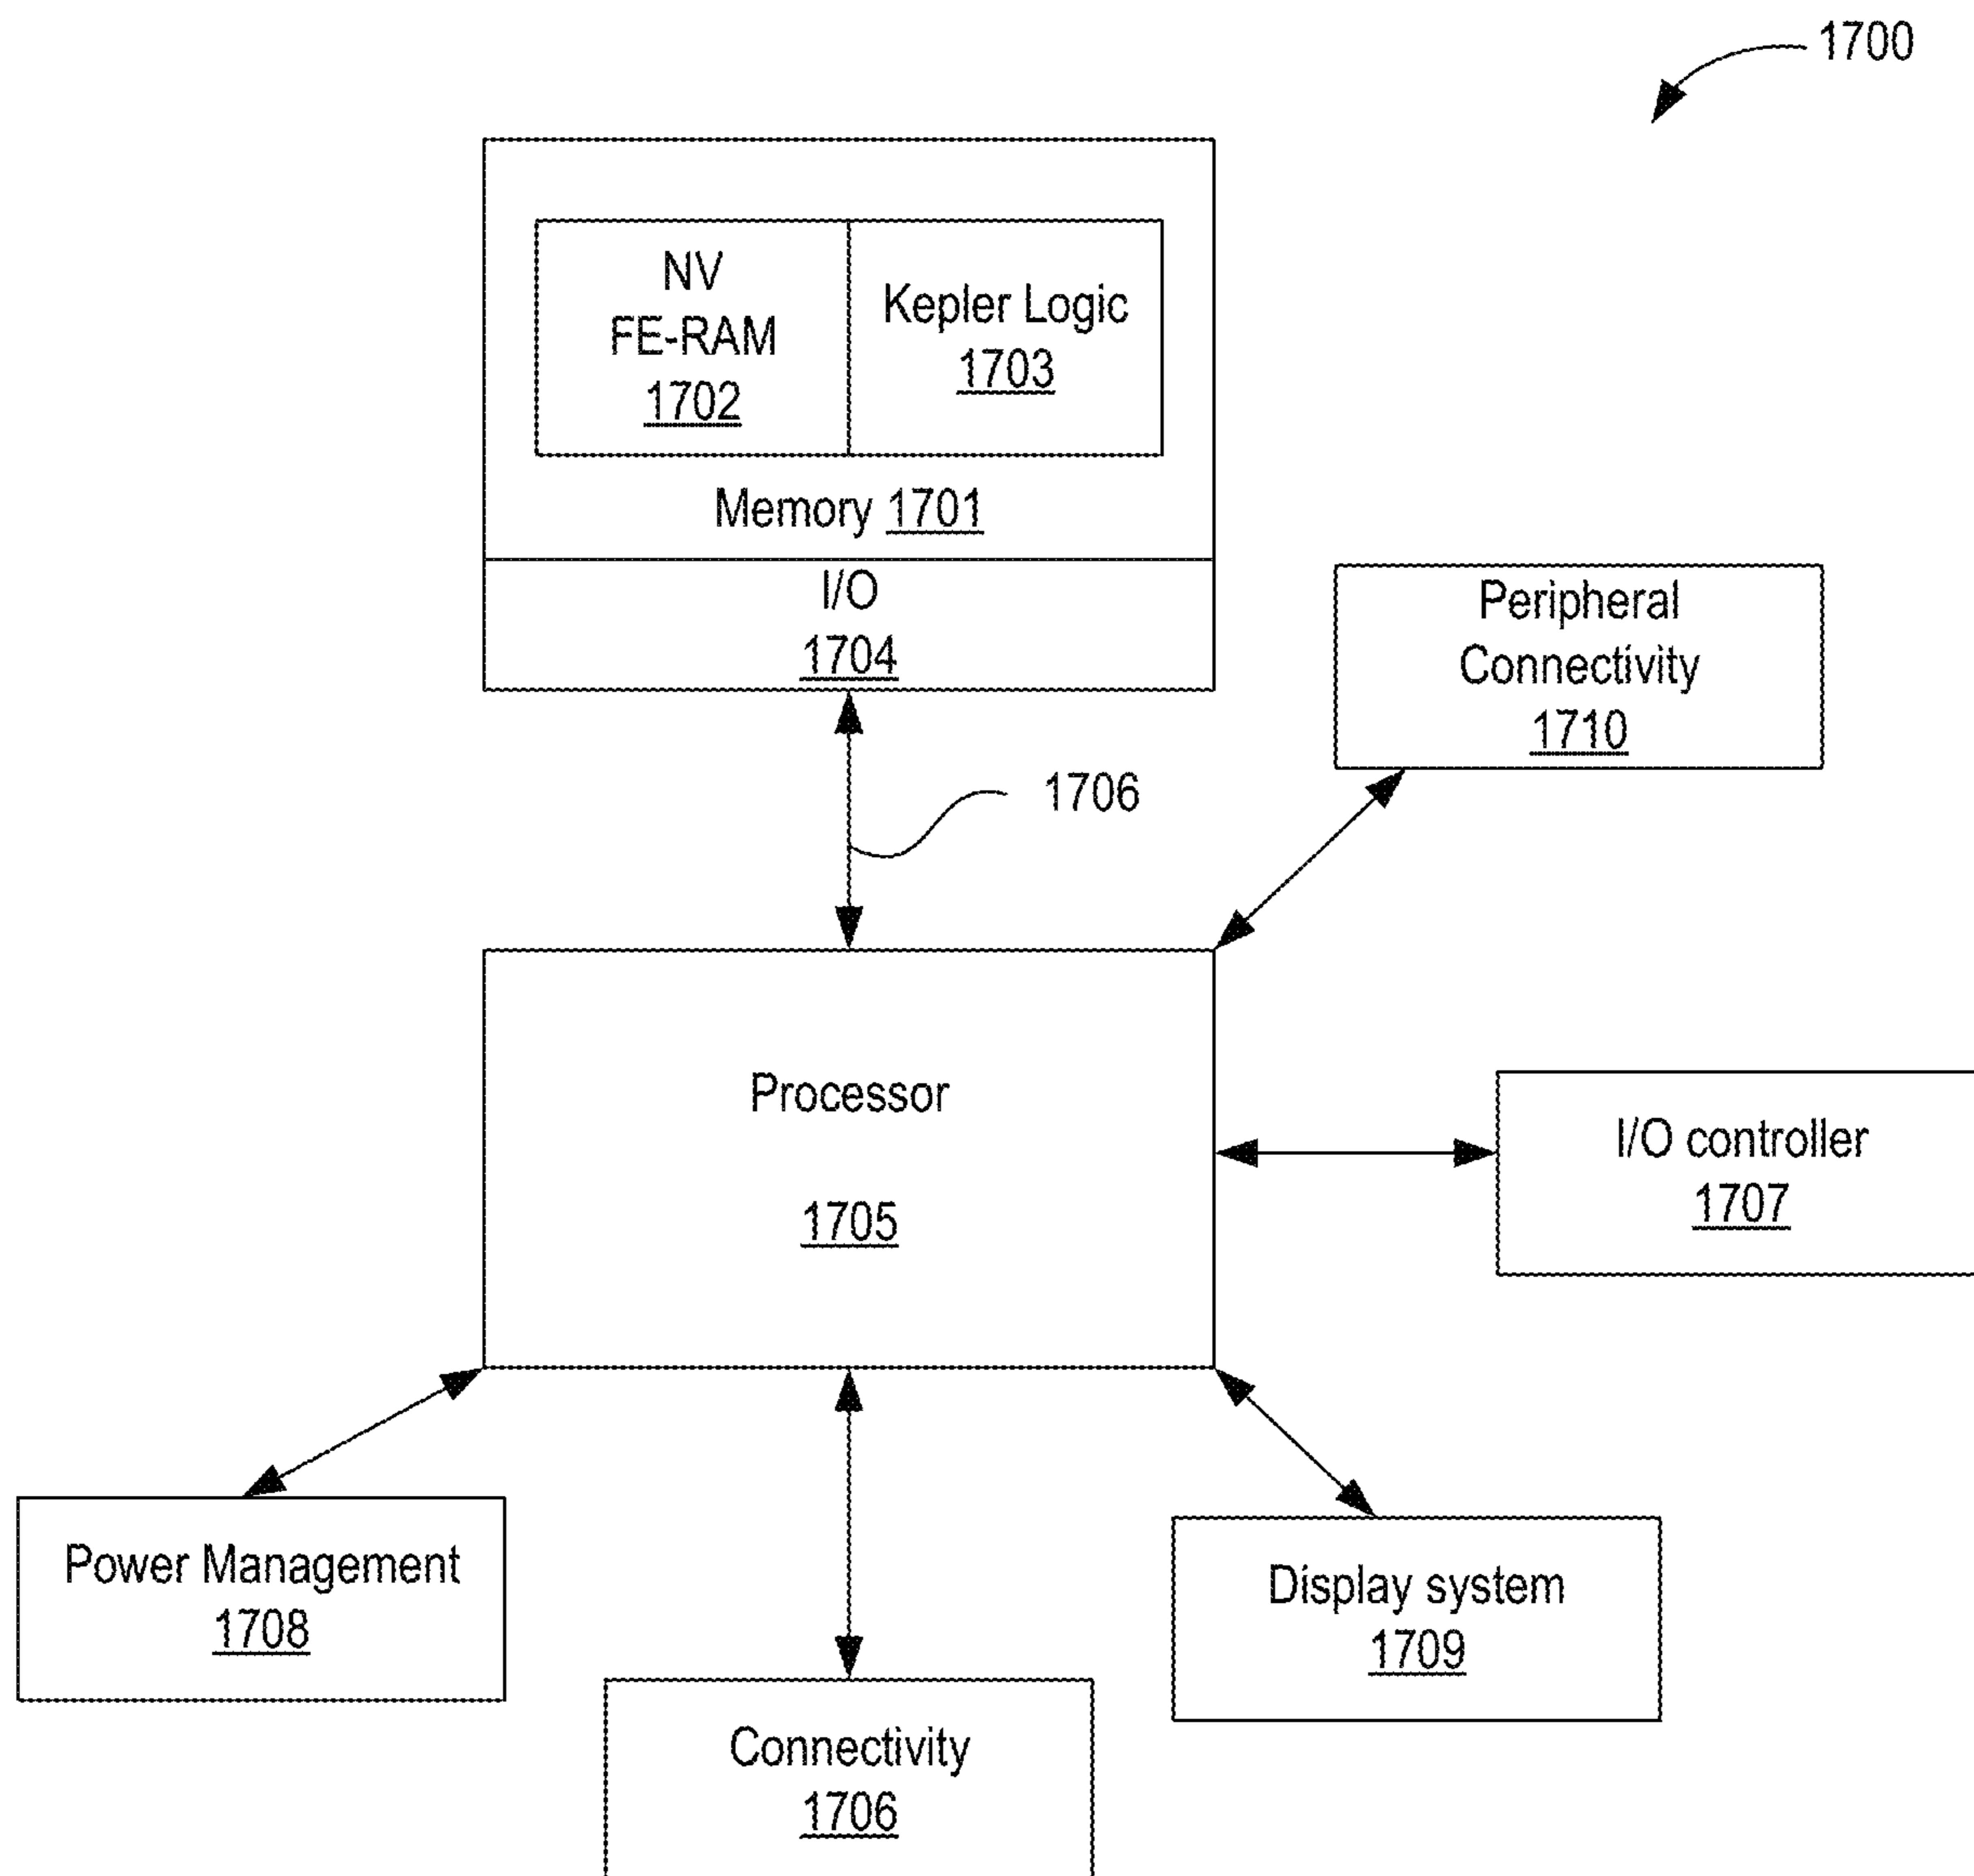 1700
NV
FE-RAM
1702
Kepler Logic
1703
Memory 1701
I/O
1704
Peripheral
Connectivity
1710
1706
Processor
1705
I/O controller
1707
Power Management
1708
Display system
1709
Connectivity
1706